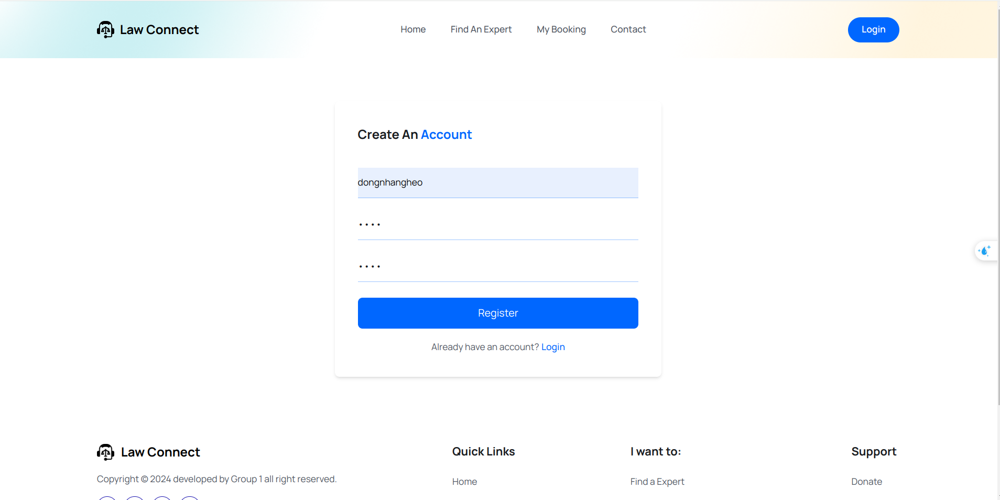 Law Connect
Home Find An Expert My Booking Contact
Login
Create An Account
dongnhangheo
••••
••••
Register
Already have an account? Login
Law Connect
Copyright © 2024 developed by Group 1 all right reserved.
Quick Links
Home
I want to:
Find a Expert
Support
Donate